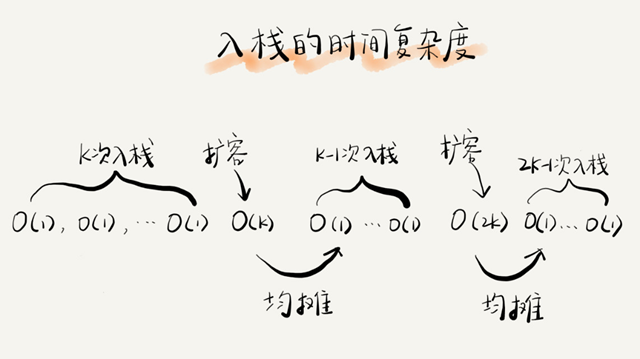 入栈的时间复杂度
K次入栈 扩容 K-1次入栈 扩容 2K-1次入栈
O(1), O(1), … O(1) O(K) O(1) … O(1) O(2K) O(1) … O(1)
均摊 均摊